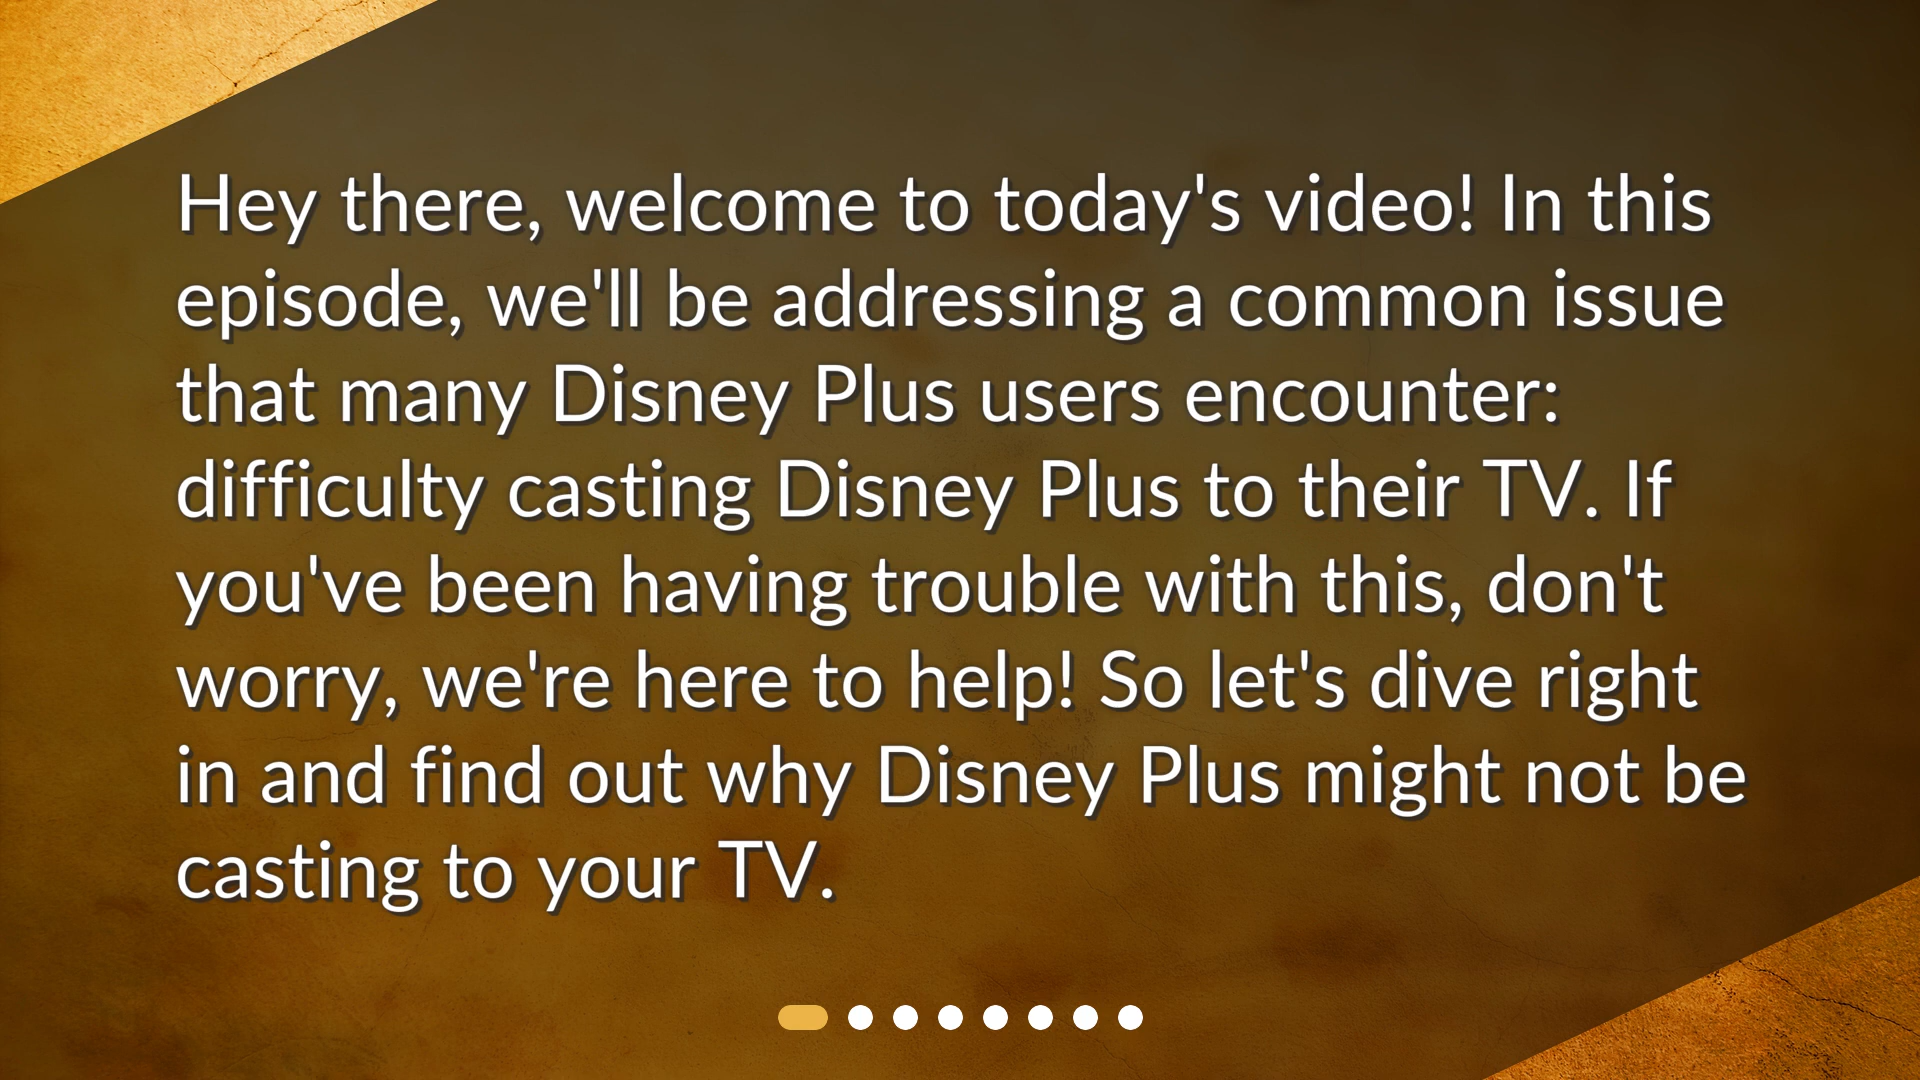 Hey there, welcome to today's video! In this
episode, we'll be addressing a common issue
that many Disney Plus users encounter:
difficulty casting Disney Plus to their TV. If
you've been having trouble with this, don't
worry, we're here to help! So let's dive right
in and find out why Disney Plus might not be
casting to your TV.